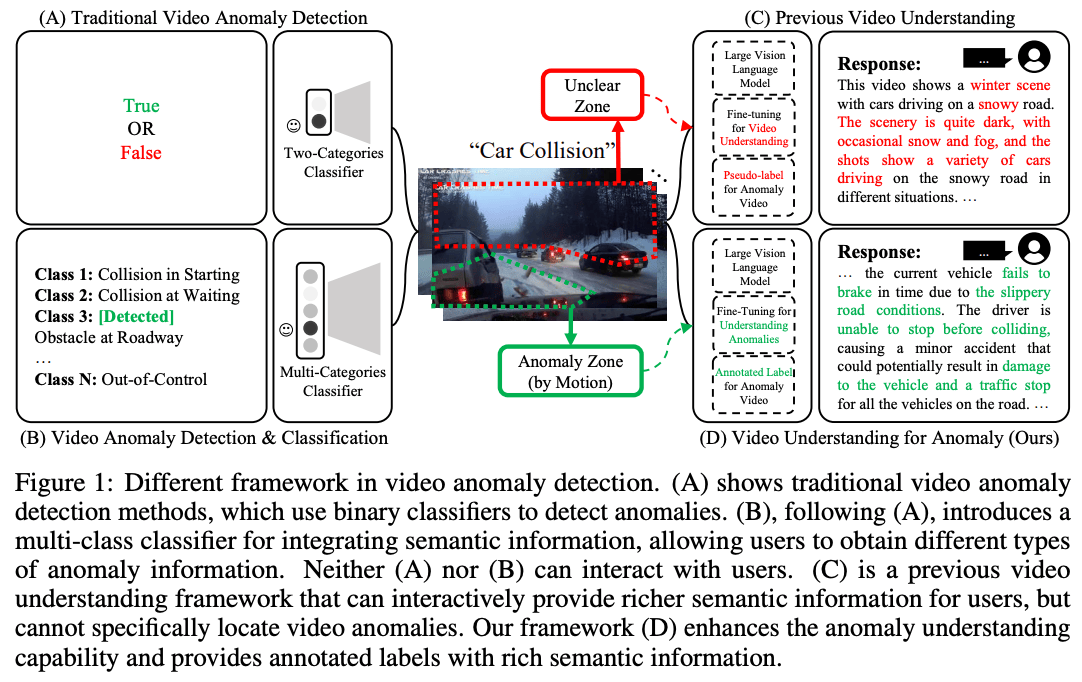 (A) Traditional Video Anomaly Detection
True
OR
False
Two-Categories
Classifier
Class 1: Collision in Starting
Class 2: Collision at Waiting
Class 3: [Detected]
Obstacle at Roadway
…
Class N: Out-of-Control
Multi-Categories
Classifier
(B) Video Anomaly Detection & Classification
Unclear
Zone
“Car Collision”
...
Anomaly Zone
(by Motion)
(C) Previous Video Understanding
Large Vision
Language
Model
Fine-tuning
for Video
Understanding
Pseudo-label
for Anomaly
Video
...
Response:
This video shows a winter scene
with cars driving on a snowy road.
The scenery is quite dark, with
occasional snow and fog, and the
shots show a variety of cars
driving on the snowy road in
different situations. …
Large Vision
Language
Model
Fine-Tuning for
Understanding
Anomalies
Annotated Label
for Anomaly
Video
...
Response:
… the current vehicle fails to
brake in time due to the slippery
road conditions. The driver is
unable to stop before colliding,
causing a minor accident that
could potentially result in damage
to the vehicle and a traffic stop
for all the vehicles on the road. …
(D) Video Understanding for Anomaly (Ours)
Figure 1: Different framework in video anomaly detection. (A) shows traditional video anomaly
detection methods, which use binary classifiers to detect anomalies. (B), following (A), introduces a
multi-class classifier for integrating semantic information, allowing users to obtain different types
of anomaly information. Neither (A) nor (B) can interact with users. (C) is a previous video
understanding framework that can interactively provide richer semantic information for users, but
cannot specifically locate video anomalies. Our framework (D) enhances the anomaly understanding
capability and provides annotated labels with rich semantic information.